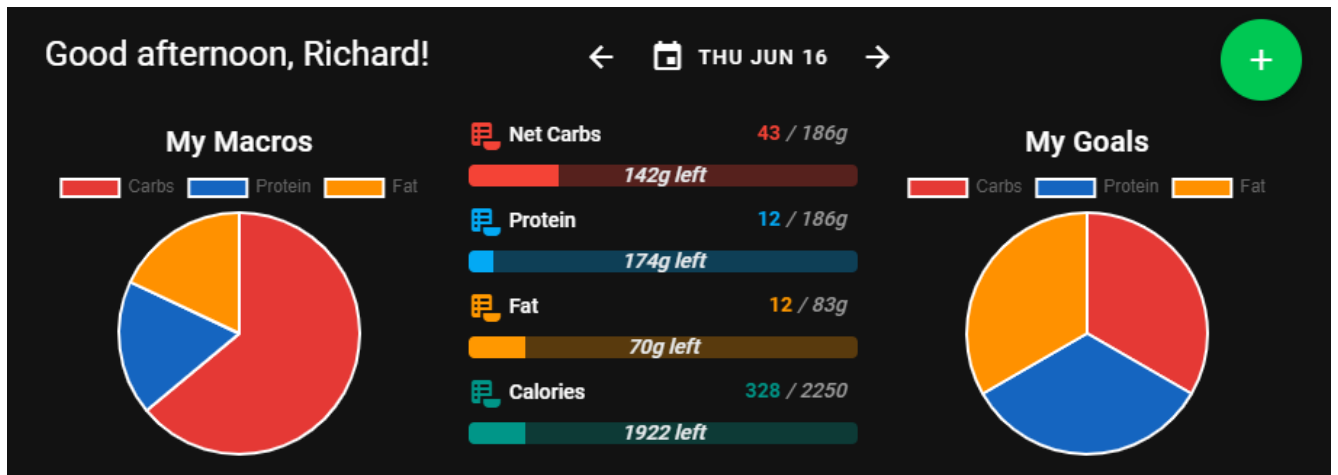 Good afternoon, Richard!
THU JUN 16
+
My Macros
Carbs Protein Fat
Net Carbs 43 / 186g
142g left
Protein 12 / 186g
174g left
Fat 12 / 83g
70g left
Calories 328 / 2250
1922 left
My Goals
Carbs Protein Fat